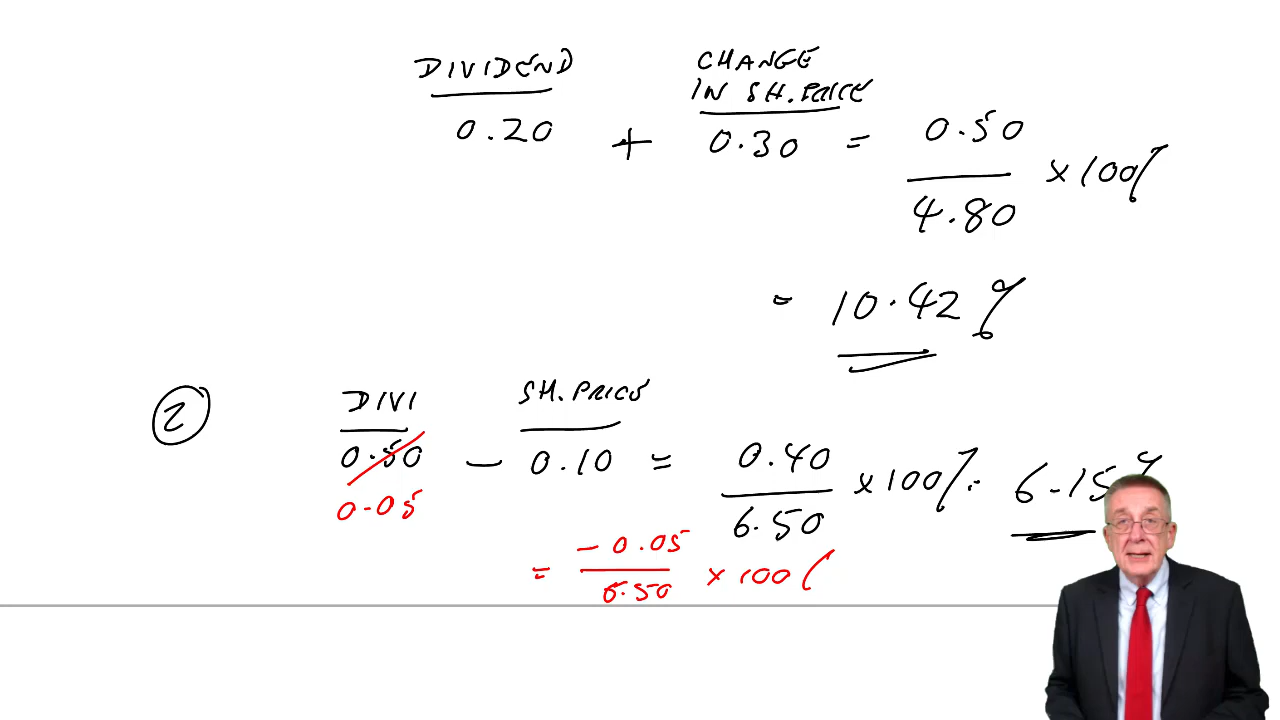 DIVIDEND CHANGE IN SH. PRICE
0.20 + 0.30 = 0.50 / 4.80 × 100%
= 10.42%
② DIVI SH. PRICE
0.50 - 0.10 = 0.40 / 6.50 × 100% = 6.15%
0.05
= -0.05 / 6.50 × 100%